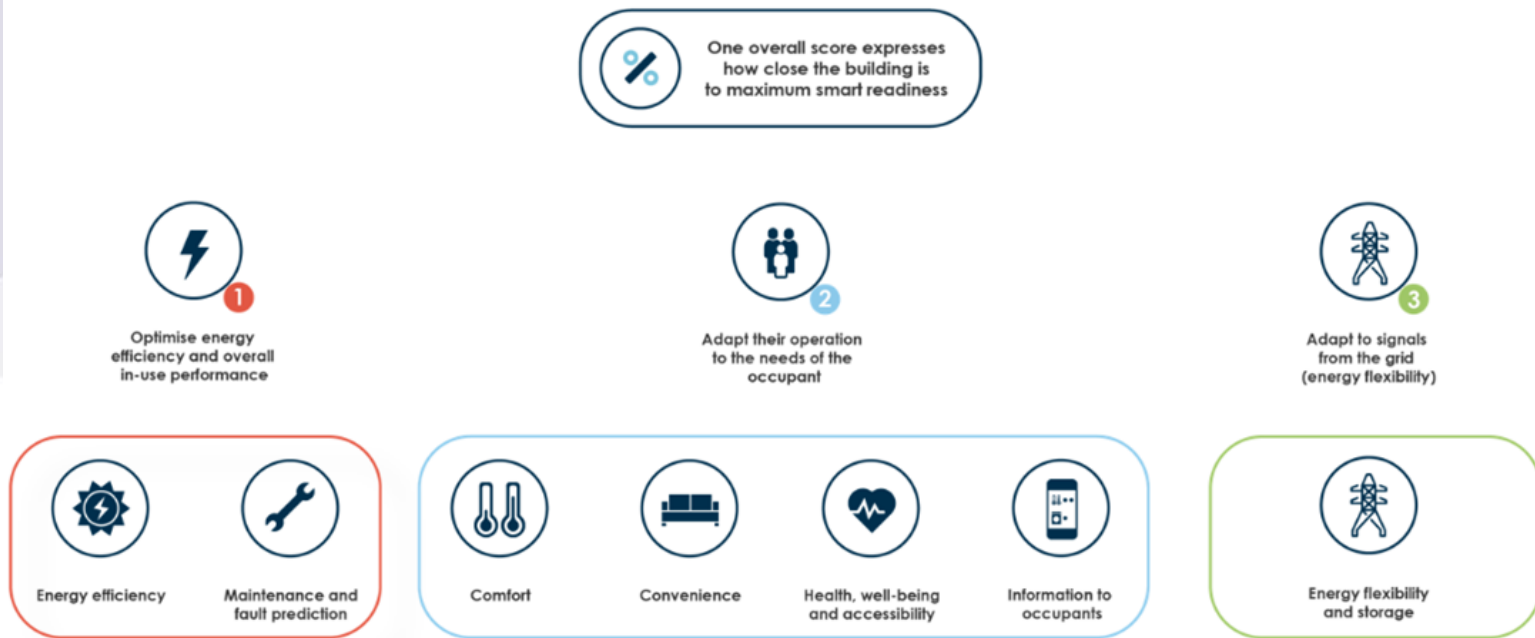 One overall score expresses
how close the building is
to maximum smart readiness
1
Optimise energy
efficiency and overall
in-use performance
2
Adapt their operation
to the needs of the
occupant
3
Adapt to signals
from the grid
(energy flexibility)
Energy efficiency
Maintenance and
fault prediction
Comfort
Convenience
Health, well-being
and accessibility
Information to
occupants
Energy flexibility
and storage